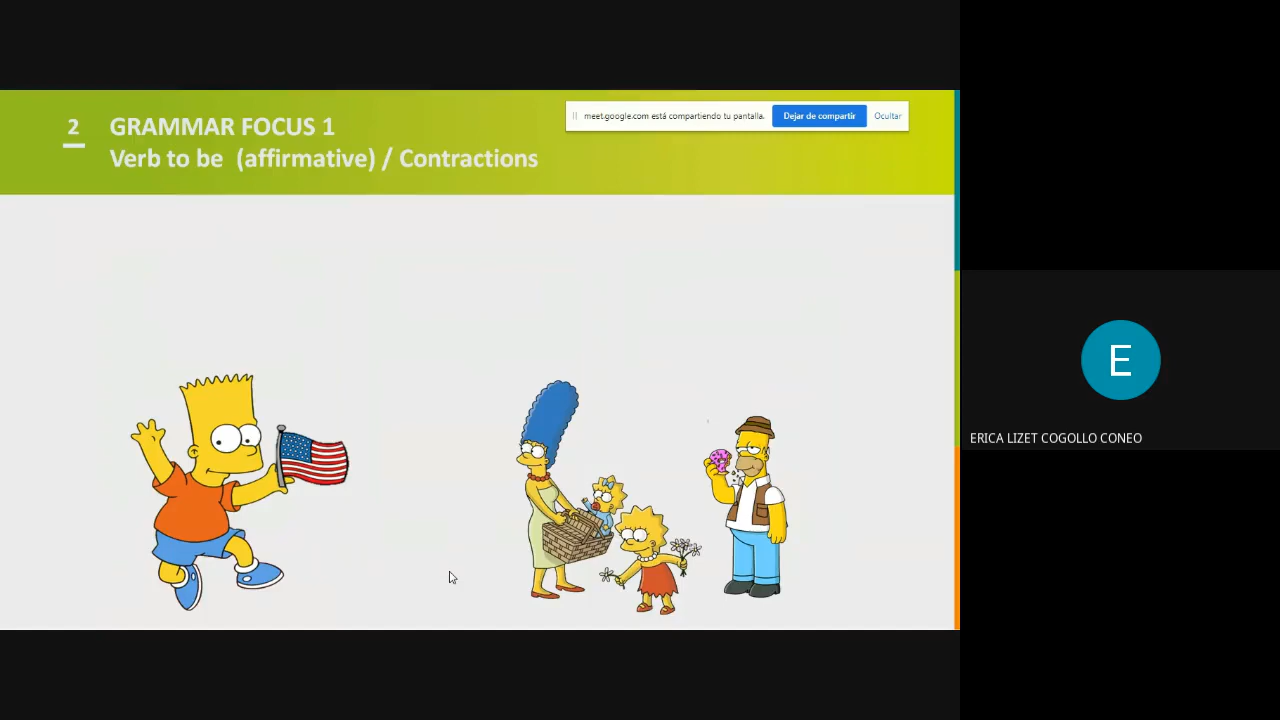 2
GRAMMAR FOCUS 1
Verb to be (affirmative) / Contractions
meet.google.com está compartiendo tu pantalla.
Dejar de compartir
Ocultar
E
ERICA LIZET COGOLLO CONEO